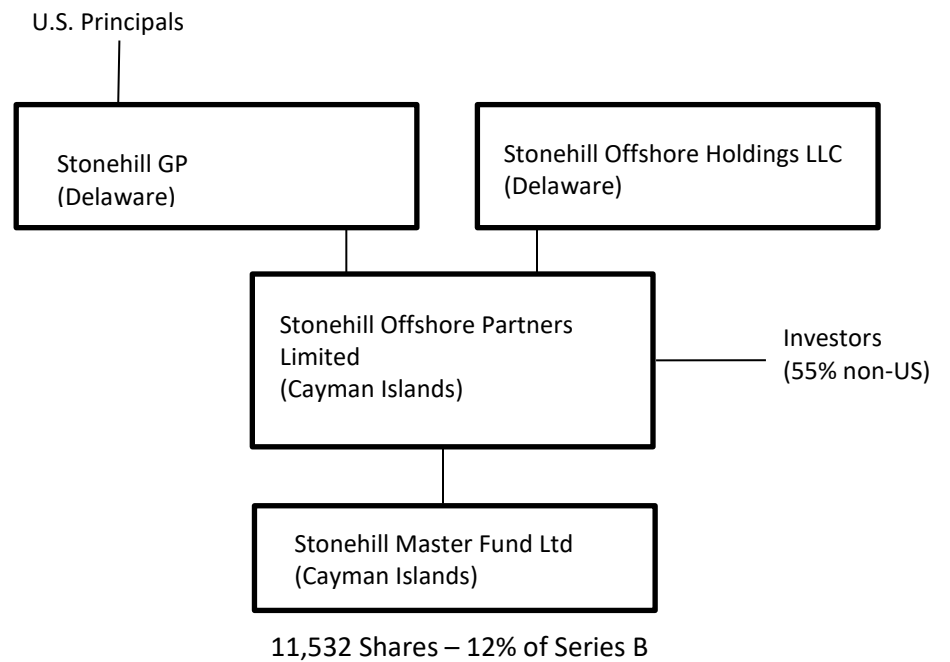 U.S. Principals
Stonehill GP
(Delaware)
Stonehill Offshore Holdings LLC
(Delaware)
Stonehill Offshore Partners
Limited
(Cayman Islands)
Investors
(55% non-US)
Stonehill Master Fund Ltd
(Cayman Islands)
11,532 Shares – 12% of Series B